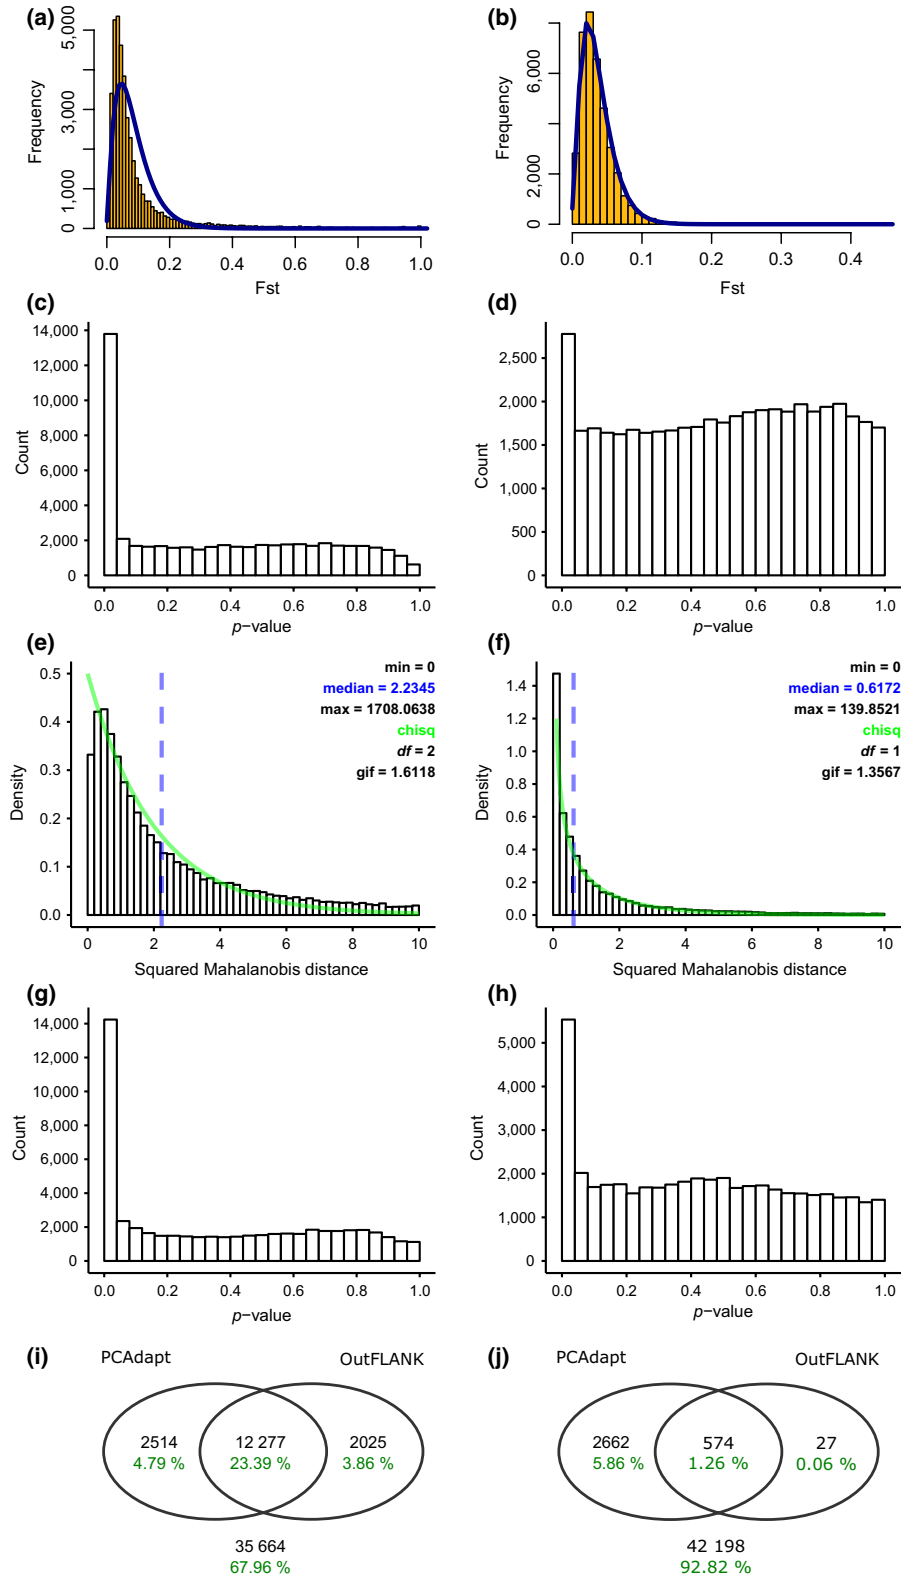 (a)
5,000
3,000
1,000
0
Frequency
0.0 0.2 0.4 0.6 0.8 1.0
Fst
(b)
6,000
2,000
0
Frequency
0.0 0.1 0.2 0.3 0.4
Fst
(c)
14,000
12,000
10,000
8,000
6,000
4,000
2,000
0
Count
0.0 0.2 0.4 0.6 0.8 1.0
p−value
(d)
2,500
2,000
1,500
1,000
500
0
Count
0.0 0.2 0.4 0.6 0.8 1.0
p−value
(e)
0.5
0.4
0.3
0.2
0.1
0.0
Density
min = 0
median = 2.2345
max = 1708.0638
chisq
df = 2
gif = 1.6118
0 2 4 6 8 10
Squared Mahalanobis distance
(f)
1.4
1.2
1.0
0.8
0.6
0.4
0.2
0.0
Density
min = 0
median = 0.6172
max = 139.8521
chisq
df = 1
gif = 1.3567
0 2 4 6 8 10
Squared Mahalanobis distance
(g)
14,000
12,000
10,000
8,000
6,000
4,000
2,000
0
Count
0.0 0.2 0.4 0.6 0.8 1.0
p−value
(h)
5,000
4,000
3,000
2,000
1,000
0
Count
0.0 0.2 0.4 0.6 0.8 1.0
p−value
(i)
PCAdapt OutFLANK
2514 12 277 2025
4.79 % 23.39 % 3.86 %
35 664
67.96 %
(j)
PCAdapt OutFLANK
2662 574 27
5.86 % 1.26 % 0.06 %
42 198
92.82 %